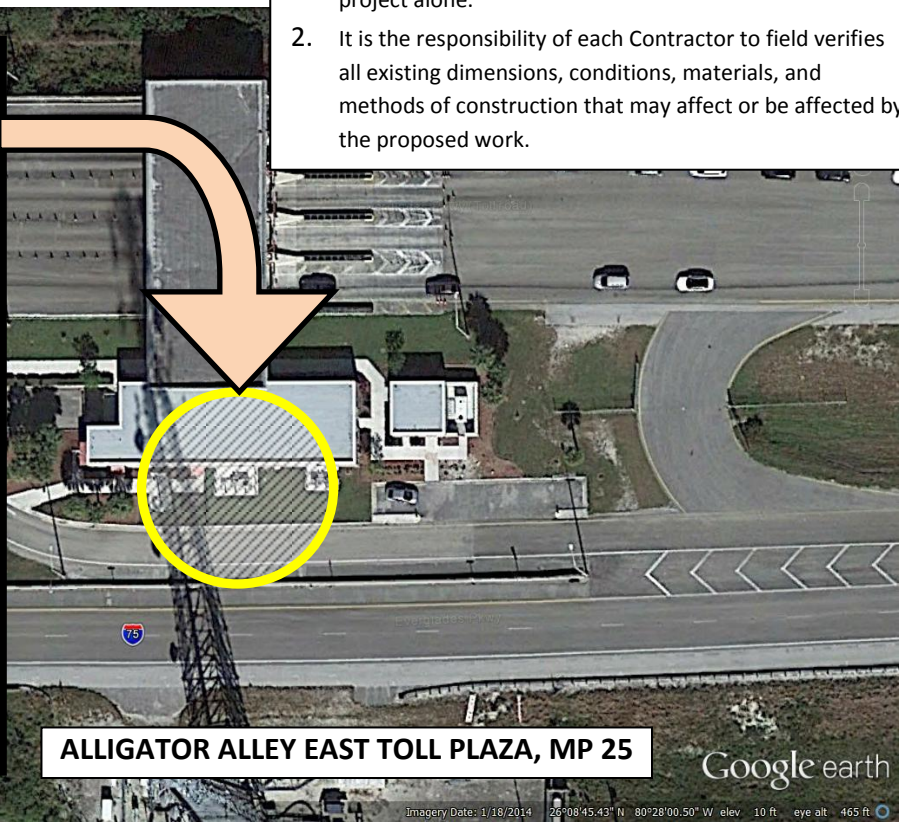 project alone.
2. It is the responsibility of each Contractor to field verifies
all existing dimensions, conditions, materials, and
methods of construction that may affect or be affected by
the proposed work.
75
ALLIGATOR ALLEY EAST TOLL PLAZA, MP 25
Google earth
Imagery Date: 1/18/2014 26°08'45.43" N 80°28'00.50" W elev 10 ft eye alt 465 ft